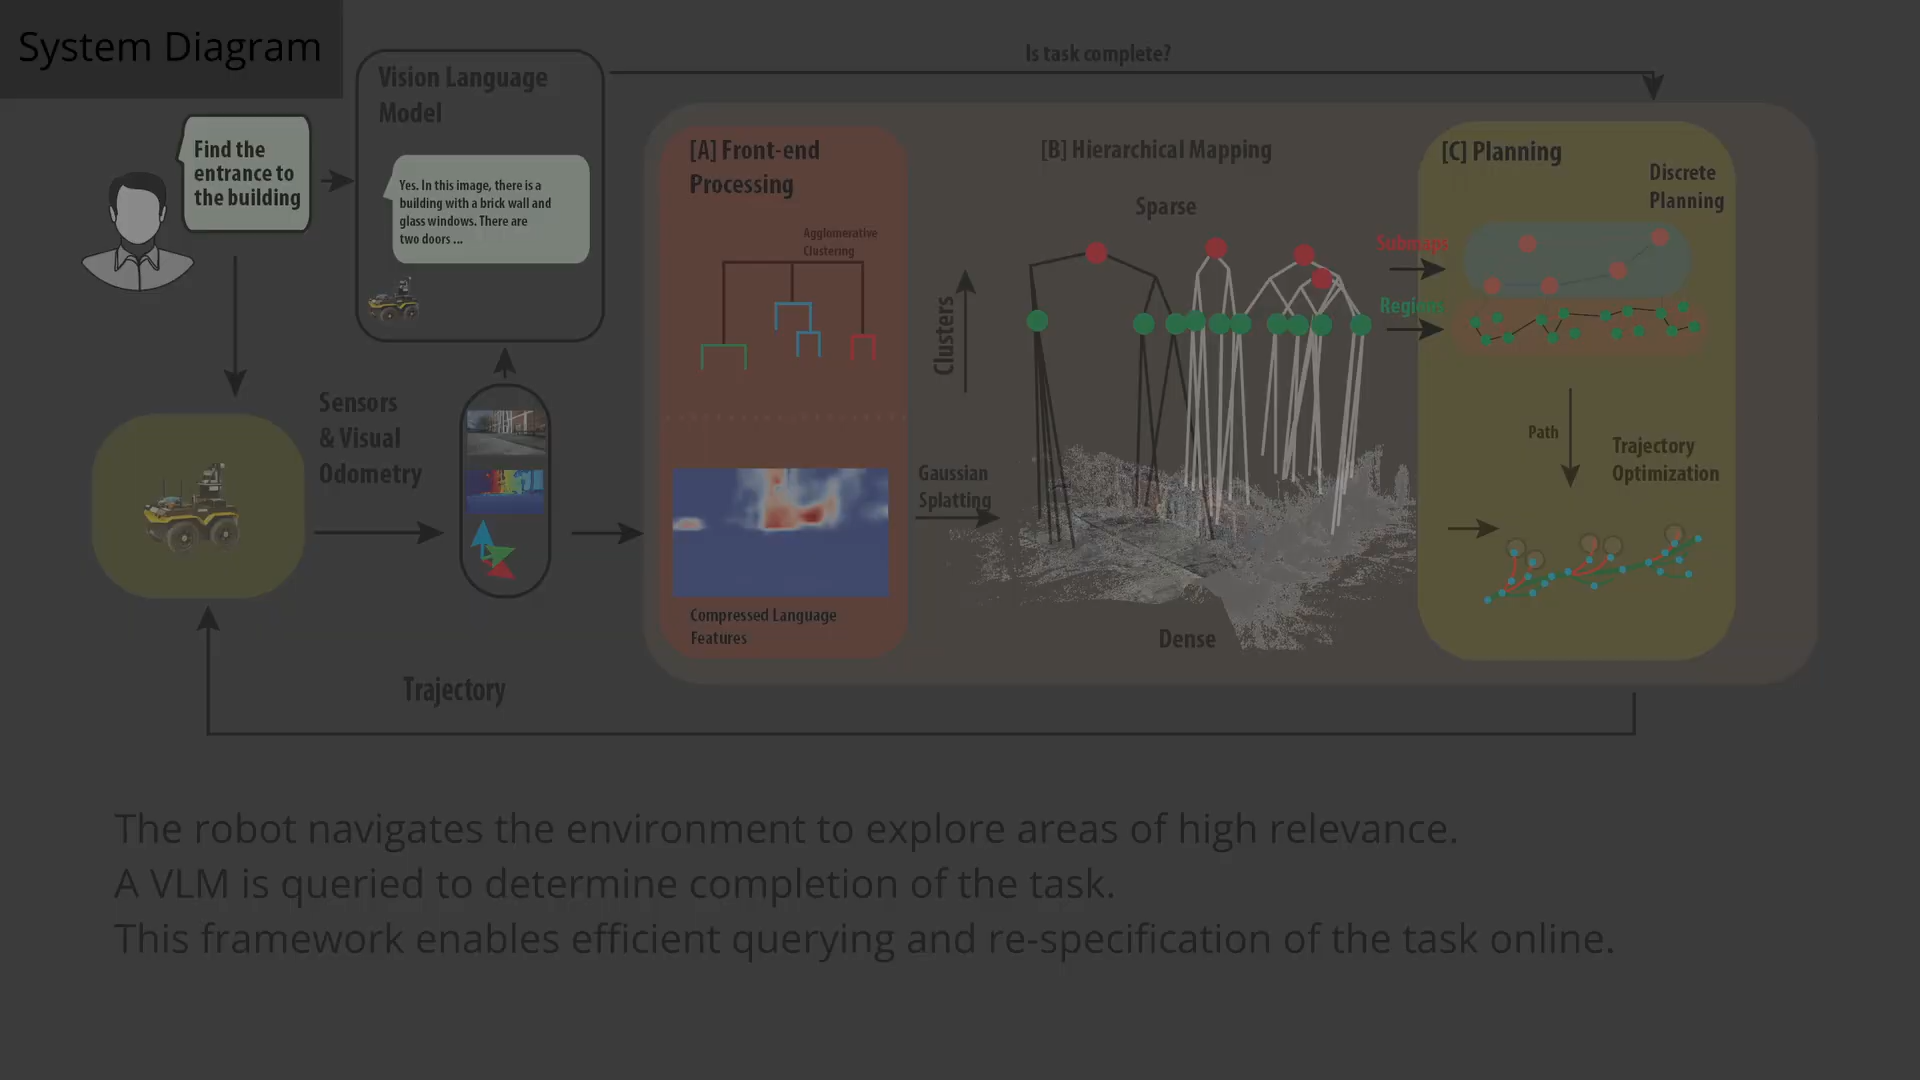 System Diagram
Is task complete?
Vision Language
Model
Find the
entrance to
the building
Yes. In this image, there is a
building with a brick wall and
glass windows. There are
two doors ...
[A] Front-end
Processing
Agglomerative
Clustering
[B] Hierarchical Mapping
Sparse
Clusters
[C] Planning
Discrete
Planning
Submaps
Regions
Sensors
& Visual
Odometry
Gaussian
Splatting
Path
Trajectory
Optimization
Compressed Language
Features
Dense
Trajectory
The robot navigates the environment to explore areas of high relevance.
A VLM is queried to determine completion of the task.
This framework enables efficient querying and re-specification of the task online.